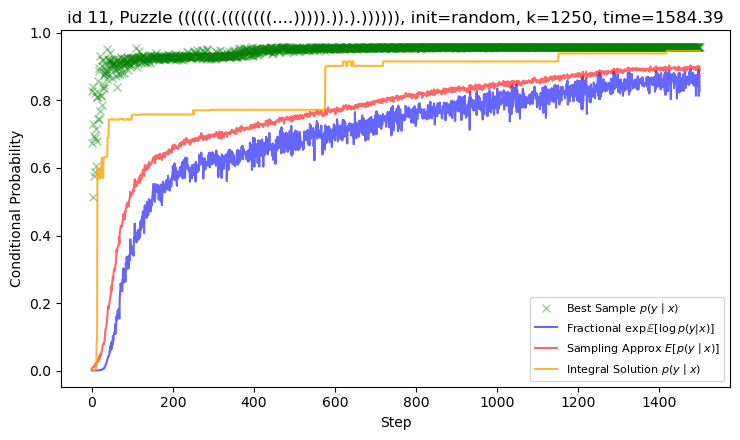 id 11, Puzzle ((((((.((((((((....))))).)).).)))))), init=random, k=1250, time=1584.39
Conditional Probability
1.0
0.8
0.6
0.4
0.2
0.0
0 200 400 600 800 1000 1200 1400
Step
Best Sample p(y | x)
Fractional exp 𝔼[log p(y|x)]
Sampling Approx E[p(y | x)]
Integral Solution p(y | x)